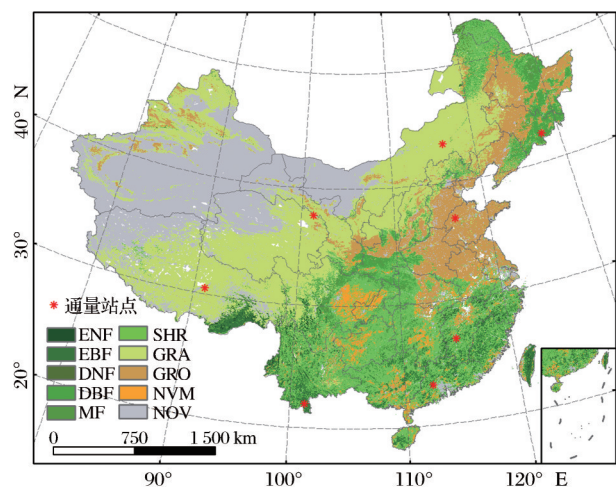 40° N
30°
20°
* 通量站点
ENF SHR
EBF GRA
DNF GRO
DBF NVM
MF NOV
0 750 1 500 km
90° 100° 110° 120° E